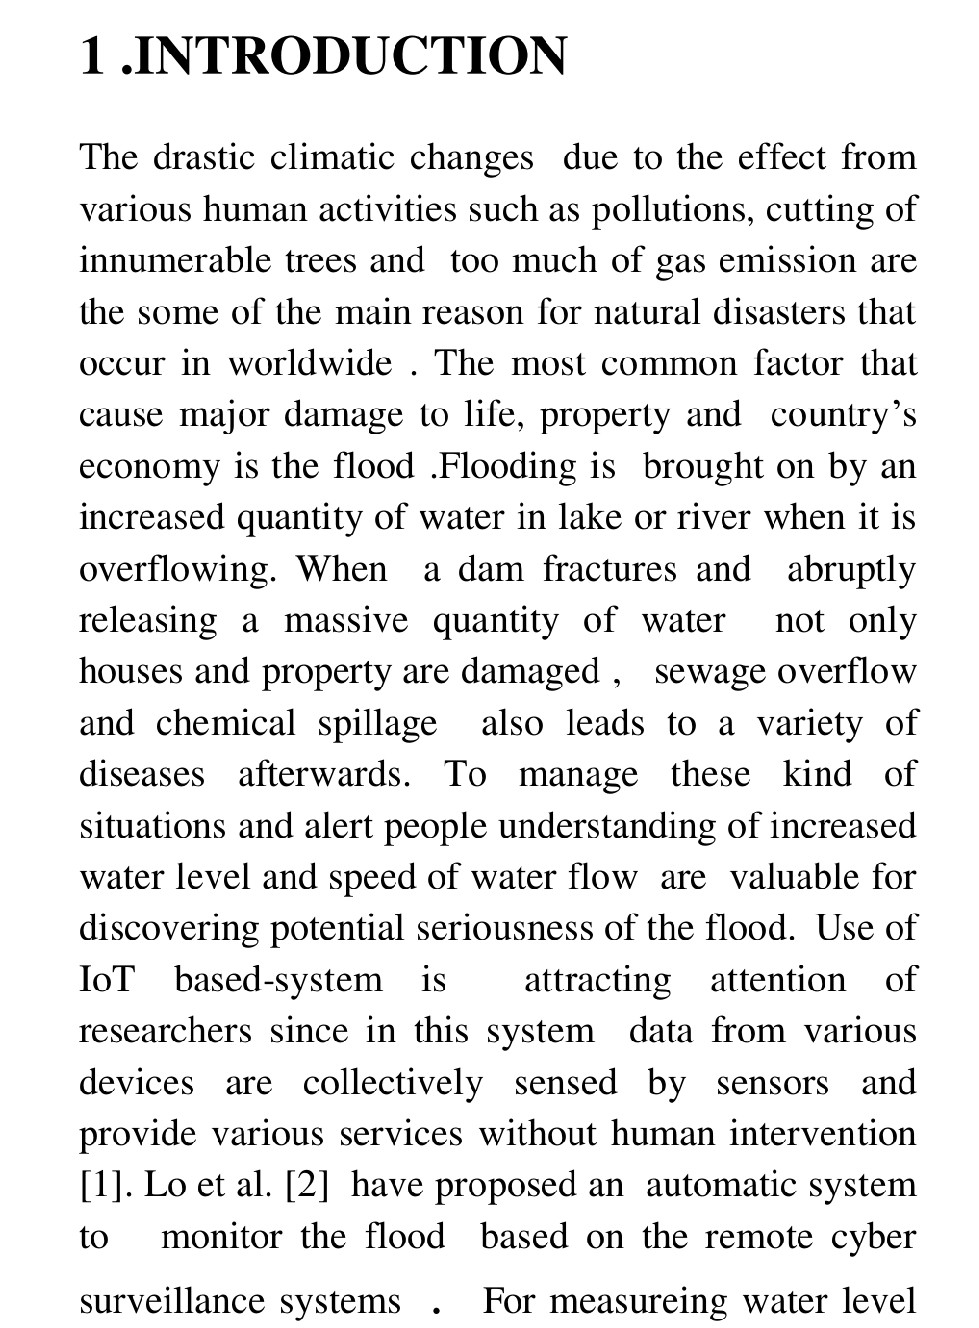 1 .INTRODUCTION
The drastic climatic changes due to the effect from
various human activities such as pollutions, cutting of
innumerable trees and too much of gas emission are
the some of the main reason for natural disasters that
occur in worldwide . The most common factor that
cause major damage to life, property and country’s
economy is the flood .Flooding is brought on by an
increased quantity of water in lake or river when it is
overflowing. When a dam fractures and abruptly
releasing a massive quantity of water not only
houses and property are damaged , sewage overflow
and chemical spillage also leads to a variety of
diseases afterwards. To manage these kind of
situations and alert people understanding of increased
water level and speed of water flow are valuable for
discovering potential seriousness of the flood. Use of
IoT based-system is attracting attention of
researchers since in this system data from various
devices are collectively sensed by sensors and
provide various services without human intervention
[1]. Lo et al. [2] have proposed an automatic system
to monitor the flood based on the remote cyber
surveillance systems . For measureing water level